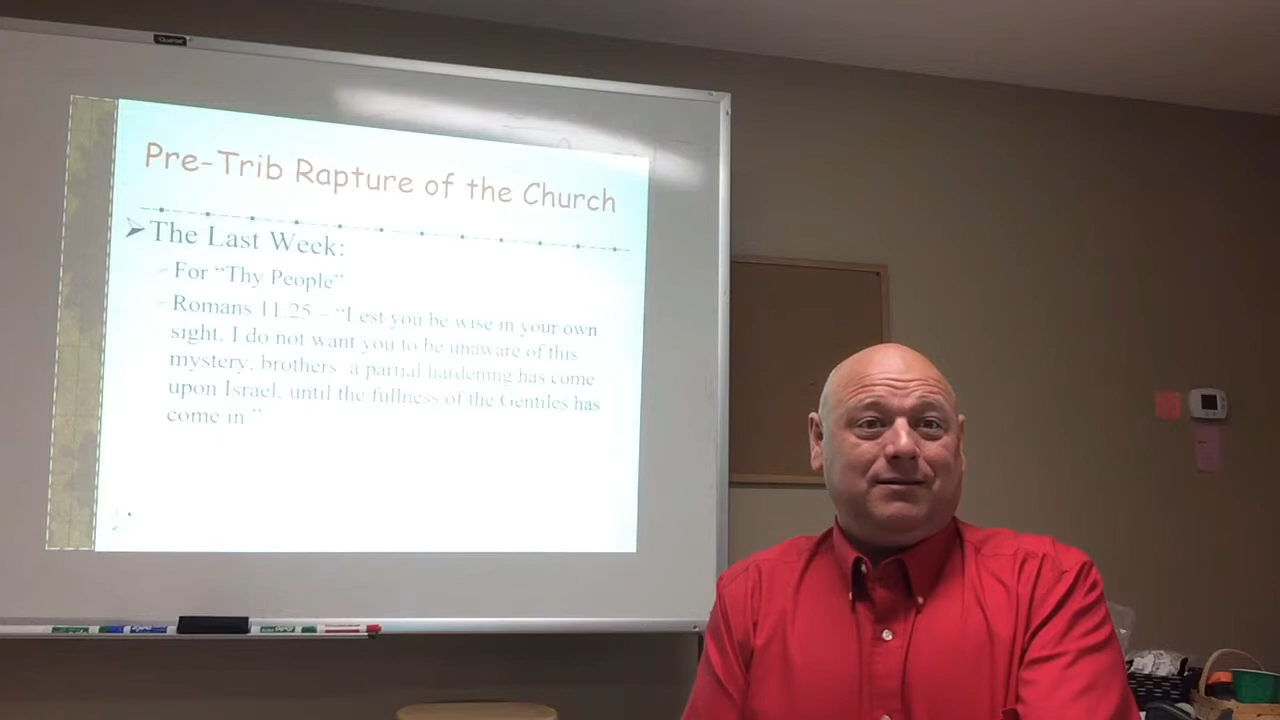 Pre-Trib Rapture of the Church
The Last Week:
For “Thy People”
Romans 11.25 – “Lest you be wise in your own
sight, I do not want you to be unaware of this
mystery, brothers a partial hardening has come
upon Israel, until the fullness of the Gentiles has
come in.”